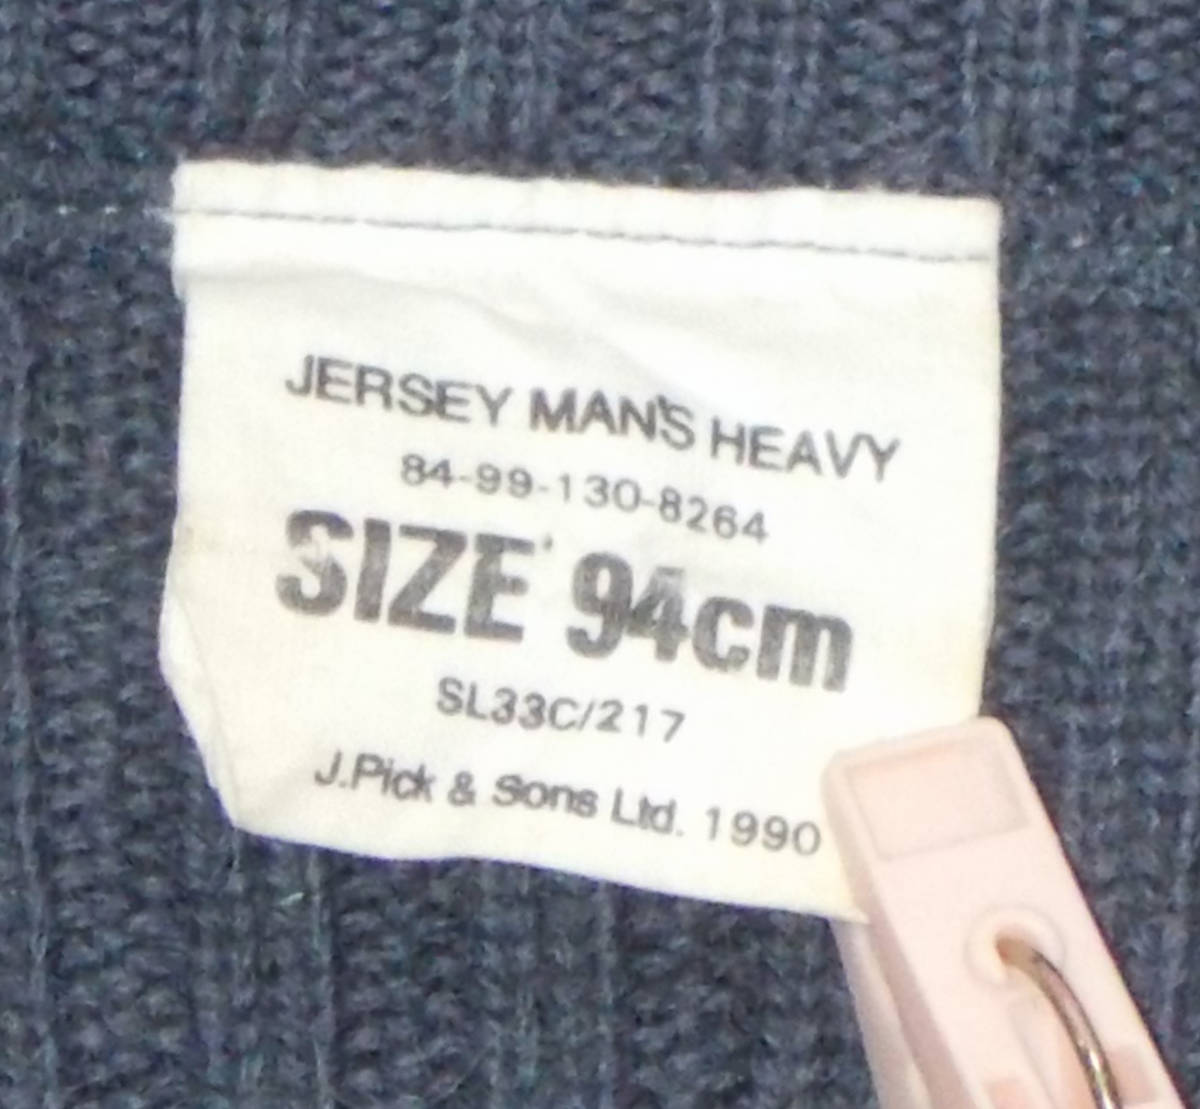 JERSEY MAN'S HEAVY
84-99-130-8264
SIZE 94cm
SL33C/217
J.Pick & Sons Ltd. 1990